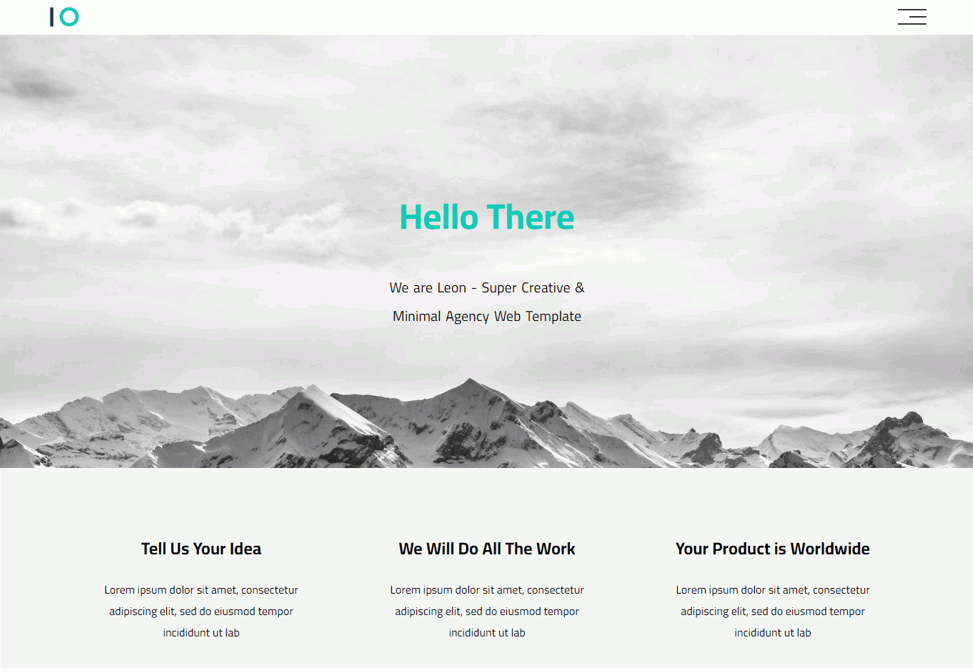 IO
Hello There
We are Leon - Super Creative &
Minimal Agency Web Template
Tell Us Your Idea
Lorem ipsum dolor sit amet, consectetur
adipiscing elit, sed do eiusmod tempor
incididunt ut lab
We Will Do All The Work
Lorem ipsum dolor sit amet, consectetur
adipiscing elit, sed do eiusmod tempor
incididunt ut lab
Your Product is Worldwide
Lorem ipsum dolor sit amet, consectetur
adipiscing elit, sed do eiusmod tempor
incididunt ut lab